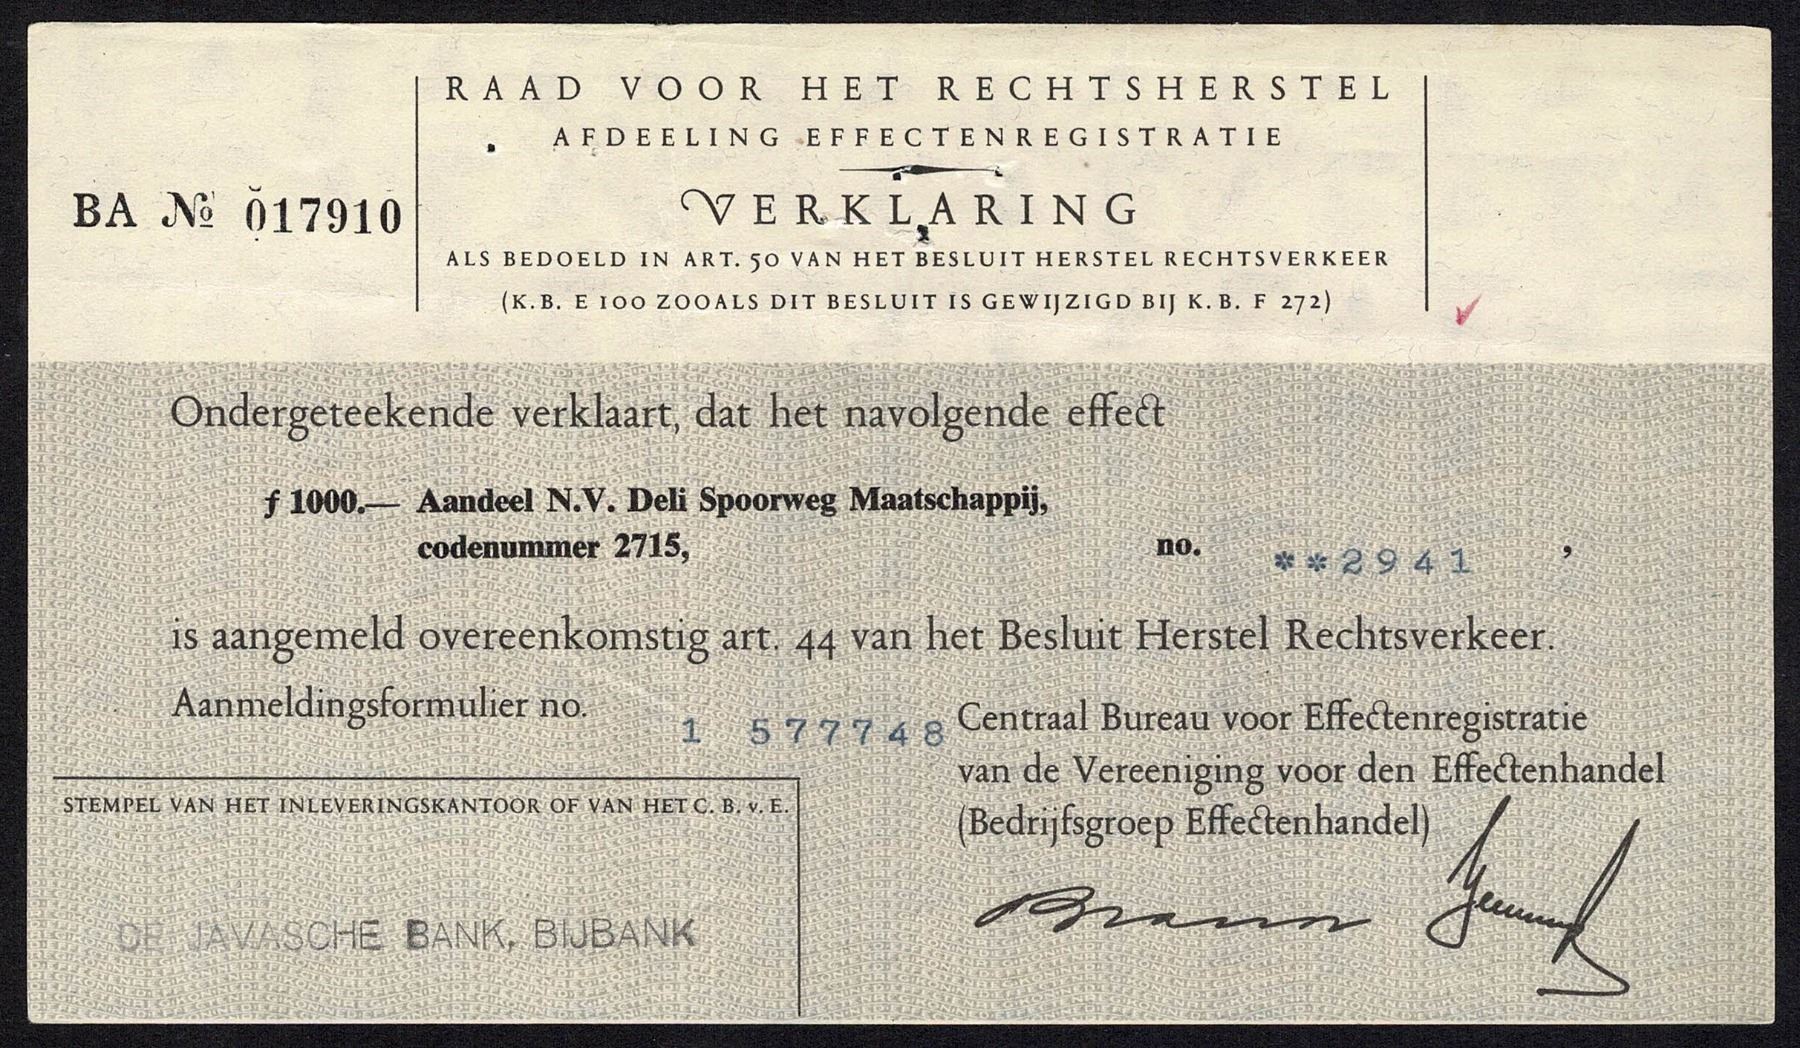 RAAD VOOR HET RECHTSHERSTEL
AFDEELING EFFECTENREGISTRATIE
BA № 017910
VERKLARING
ALS BEDOELD IN ART. 50 VAN HET BESLUIT HERSTEL RECHTSVERKEER
(K.B. E 100 ZOOALS DIT BESLUIT IS GEWIJZIGD BIJ K.B. F 272)
Ondergeteekende verklaart, dat het navolgende effect
ƒ 1000.— Aandeel N.V. Deli Spoorweg Maatschappij,
codenummer 2715, no. **2941 ,
is aangemeld overeenkomstig art. 44 van het Besluit Herstel Rechtsverkeer.
Aanmeldingsformulier no. 1 577748
Centraal Bureau voor Effectenregistratie
van de Vereeniging voor den Effectenhandel
(Bedrijfsgroep Effectenhandel)
STEMPEL VAN HET INLEVERINGSKANTOOR OF VAN HET C. B. v. E.
DE JAVASCHE BANK, BIJBANK